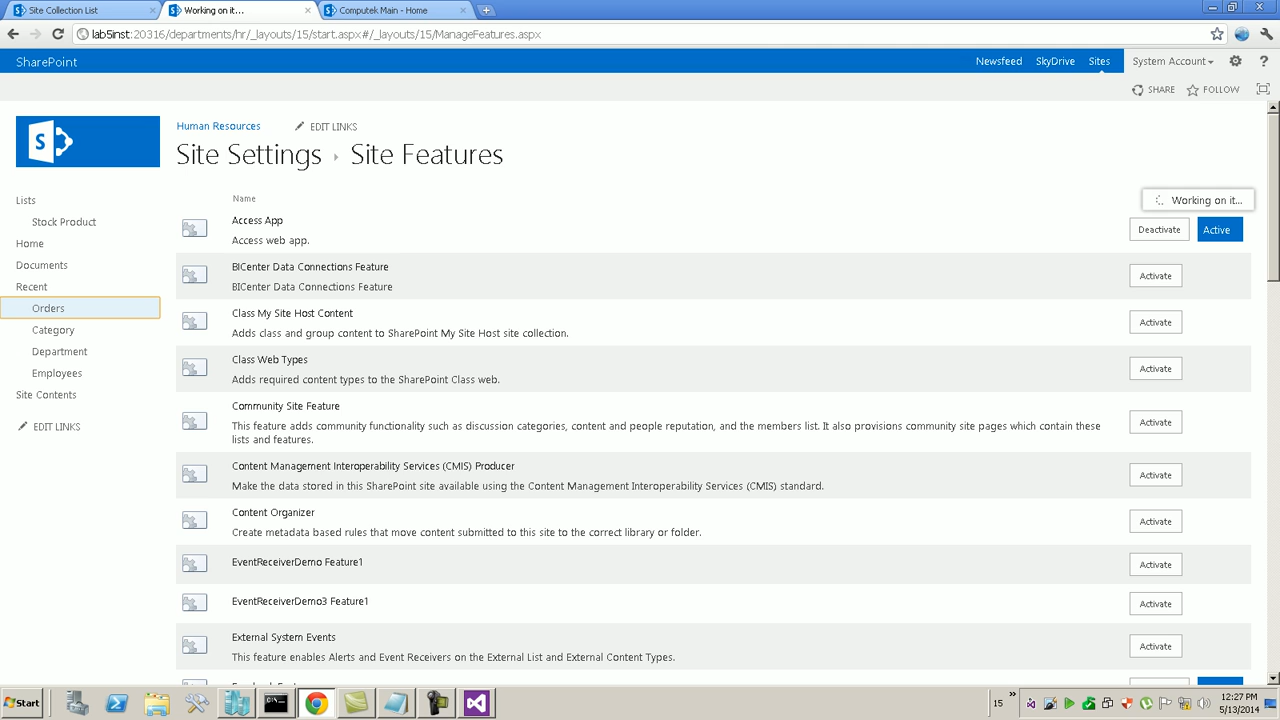 Site Collection List
Working on it...
Computek Main - Home
lab5inst:20316/departments/hr/_layouts/15/start.aspx#/_layouts/15/ManageFeatures.aspx
SharePoint
Newsfeed SkyDrive Sites System Account ?
SHARE FOLLOW
S
Human Resources EDIT LINKS
Site Settings Site Features
Lists
Stock Product
Home
Documents
Recent
Orders
Category
Department
Employees
Site Contents
EDIT LINKS
Name
Working on it...
Access App
Access web app.
Deactivate Active
BICenter Data Connections Feature
BICenter Data Connections Feature
Activate
Class My Site Host Content
Adds class and group content to SharePoint My Site Host site collection.
Activate
Class Web Types
Adds required content types to the SharePoint Class web.
Activate
Community Site Feature
This feature adds community functionality such as discussion categories, content and people reputation, and the members list. It also provisions community site pages which contain these
lists and features.
Activate
Content Management Interoperability Services (CMIS) Producer
Make the data stored in this SharePoint site available using the Content Management Interoperability Services (CMIS) standard.
Activate
Content Organizer
Create metadata based rules that move content submitted to this site to the correct library or folder.
Activate
EventReceiverDemo Feature1
Activate
EventReceiverDemo3 Feature1
Activate
External System Events
This feature enables Alerts and Event Receivers on the External List and External Content Types.
Activate
Start
15
12:27 PM
5/13/2014